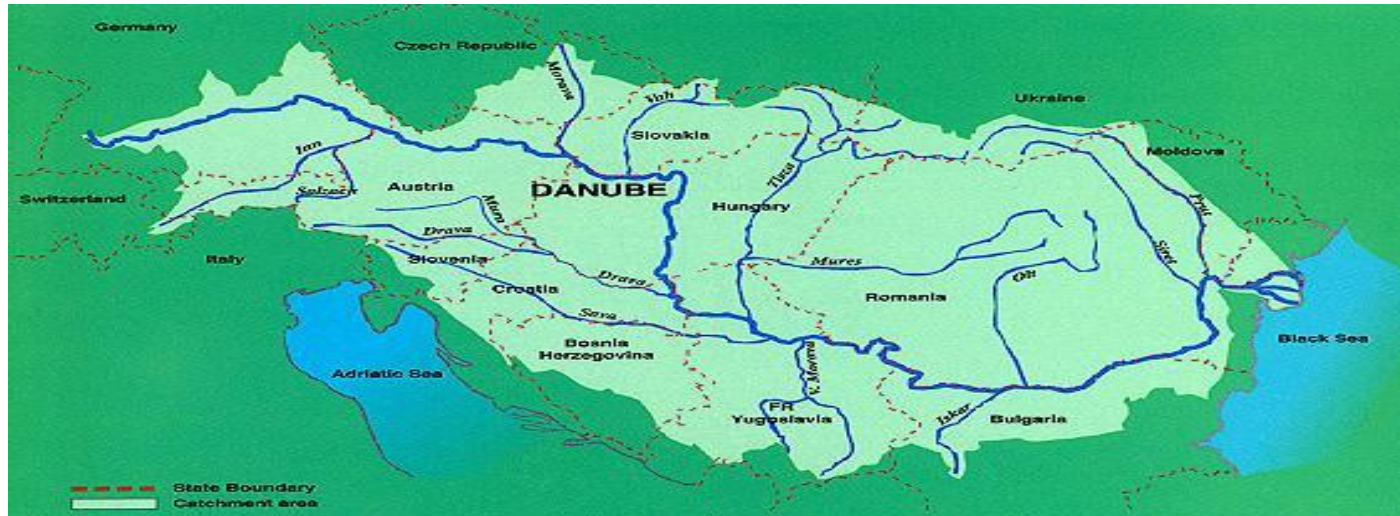 Germany
Czech Republic
Ukraine
Morava
Vah
Slovakia
Moldova
Inn
Salzach
Austria
DANUBE
Tisza
Switzerland
Hungary
Prut
Mura
Drava
Italy
Slovenia
Siret
Mures
Olt
Drava
Croatia
Romania
Sava
Bosnia
Herzegovina
Black Sea
Adriatic Sea
V. Morava
FR
Yugoslavia
Iskar
Bulgaria
State Boundary
Catchment area